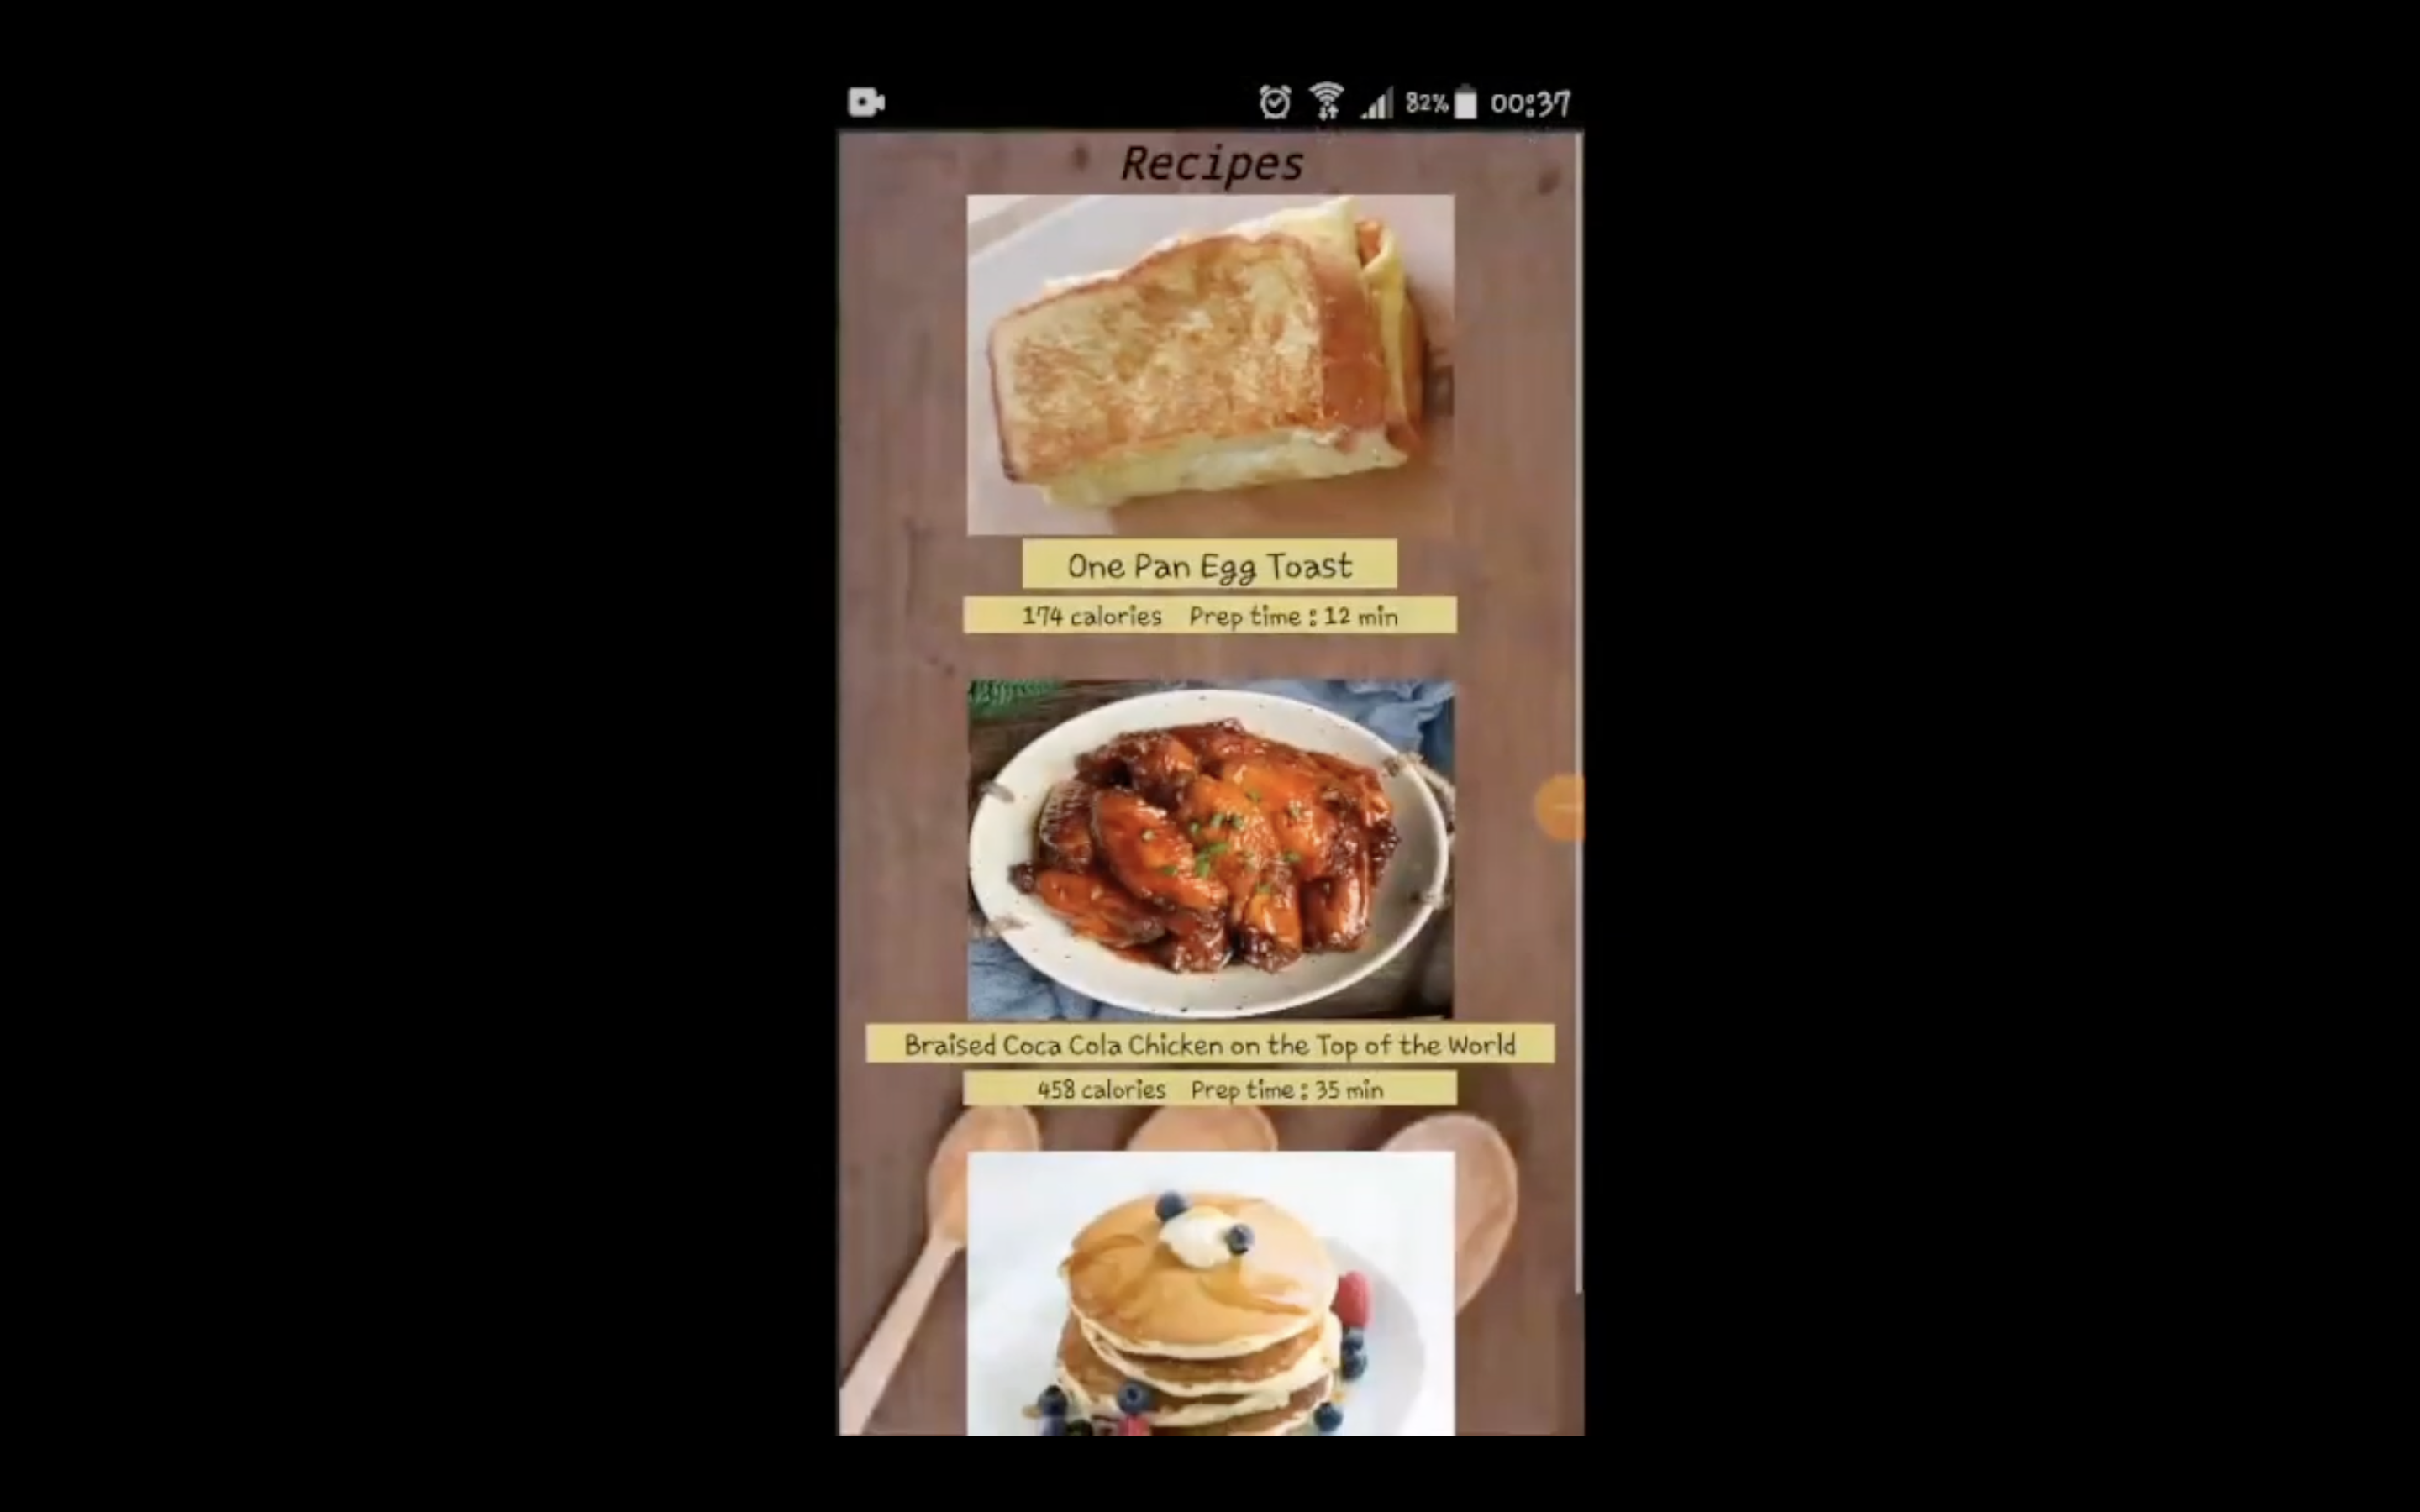 82% 00:37
Recipes
One Pan Egg Toast
174 calories Prep time : 12 min
Braised Coca Cola Chicken on the Top of the World
458 calories Prep time : 35 min